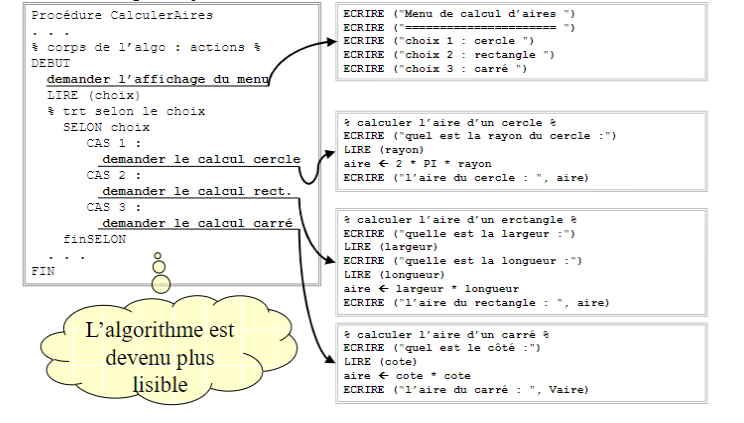 Procédure CalculerAires
. . .
% corps de l'algo : actions %
DEBUT
demander l'affichage du menu
LIRE (choix)
% trt selon le choix
SELON choix
CAS 1 :
demander le calcul cercle
CAS 2 :
demander le calcul rect.
CAS 3 :
demander le calcul carré
finSELON
. . .
FIN
L'algorithme est
devenu plus
lisible
ECRIRE ("Menu de calcul d'aires ")
ECRIRE ("====================== ")
ECRIRE ("choix 1 : cercle ")
ECRIRE ("choix 2 : rectangle ")
ECRIRE ("choix 3 : carré ")
% calculer l'aire d'un cercle %
ECRIRE ("quel est la rayon du cercle :")
LIRE (rayon)
aire ← 2 * PI * rayon
ECRIRE ("l'aire du cercle : ", aire)
% calculer l'aire d'un erctangle %
ECRIRE ("quelle est la largeur :")
LIRE (largeur)
ECRIRE ("quelle est la longueur :")
LIRE (longueur)
aire ← largeur * longueur
ECRIRE ("l'aire du rectangle : ", aire)
% calculer l'aire d'un carré %
ECRIRE ("quel est le côté :")
LIRE (cote)
aire ← cote * cote
ECRIRE ("l'aire du carré : ", Vaire)